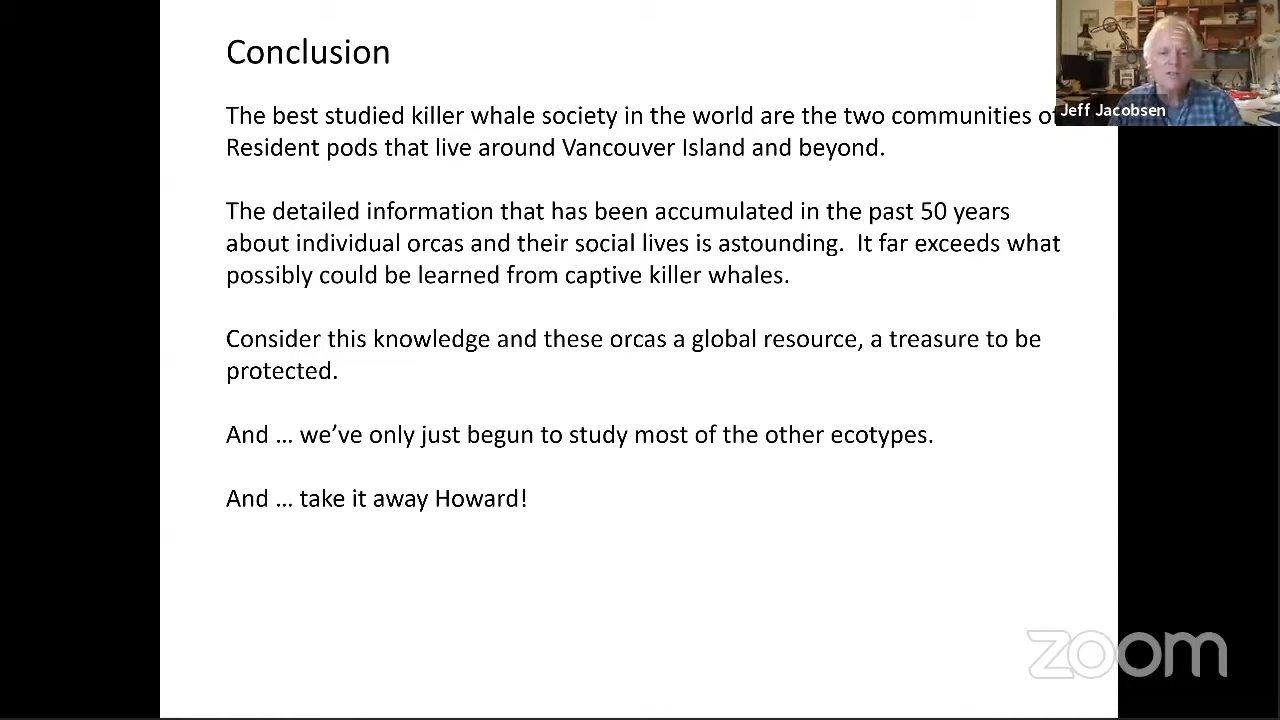 Conclusion
Jeff Jacobsen
The best studied killer whale society in the world are the two communities of
Resident pods that live around Vancouver Island and beyond.
The detailed information that has been accumulated in the past 50 years
about individual orcas and their social lives is astounding.  It far exceeds what
possibly could be learned from captive killer whales.
Consider this knowledge and these orcas a global resource, a treasure to be
protected.
And … we’ve only just begun to study most of the other ecotypes.
And … take it away Howard!
zoom